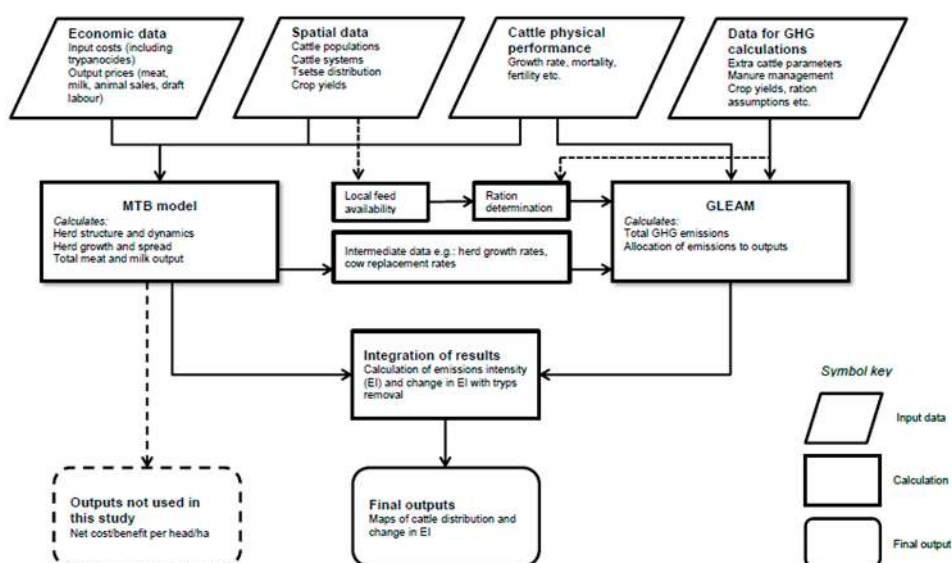 Economic data
Input costs (including
trypanocides)
Output prices (meat,
milk, animal sales, draft
labour)
Spatial data
Cattle populations
Cattle systems
Tsetse distribution
Crop yields
Cattle physical
performance
Growth rate, mortality,
fertility etc.
Data for GHG
calculations
Extra cattle parameters
Manure management
Crop yields, ration
assumptions etc.
MTB model
Calculates:
Herd structure and dynamics
Herd growth and spread
Total meat and milk output
Local feed
availability
Ration
determination
GLEAM
Calculates:
Total GHG emissions
Allocation of emissions to outputs
Intermediate data e.g.: herd growth rates,
cow replacement rates
Integration of results
Calculation of emissions intensity
(EI) and change in EI with tryps
removal
Symbol key
Input data
Calculation
Final output
Outputs not used in
this study
Net cost/benefit per head/ha
Final outputs
Maps of cattle distribution and
change in EI